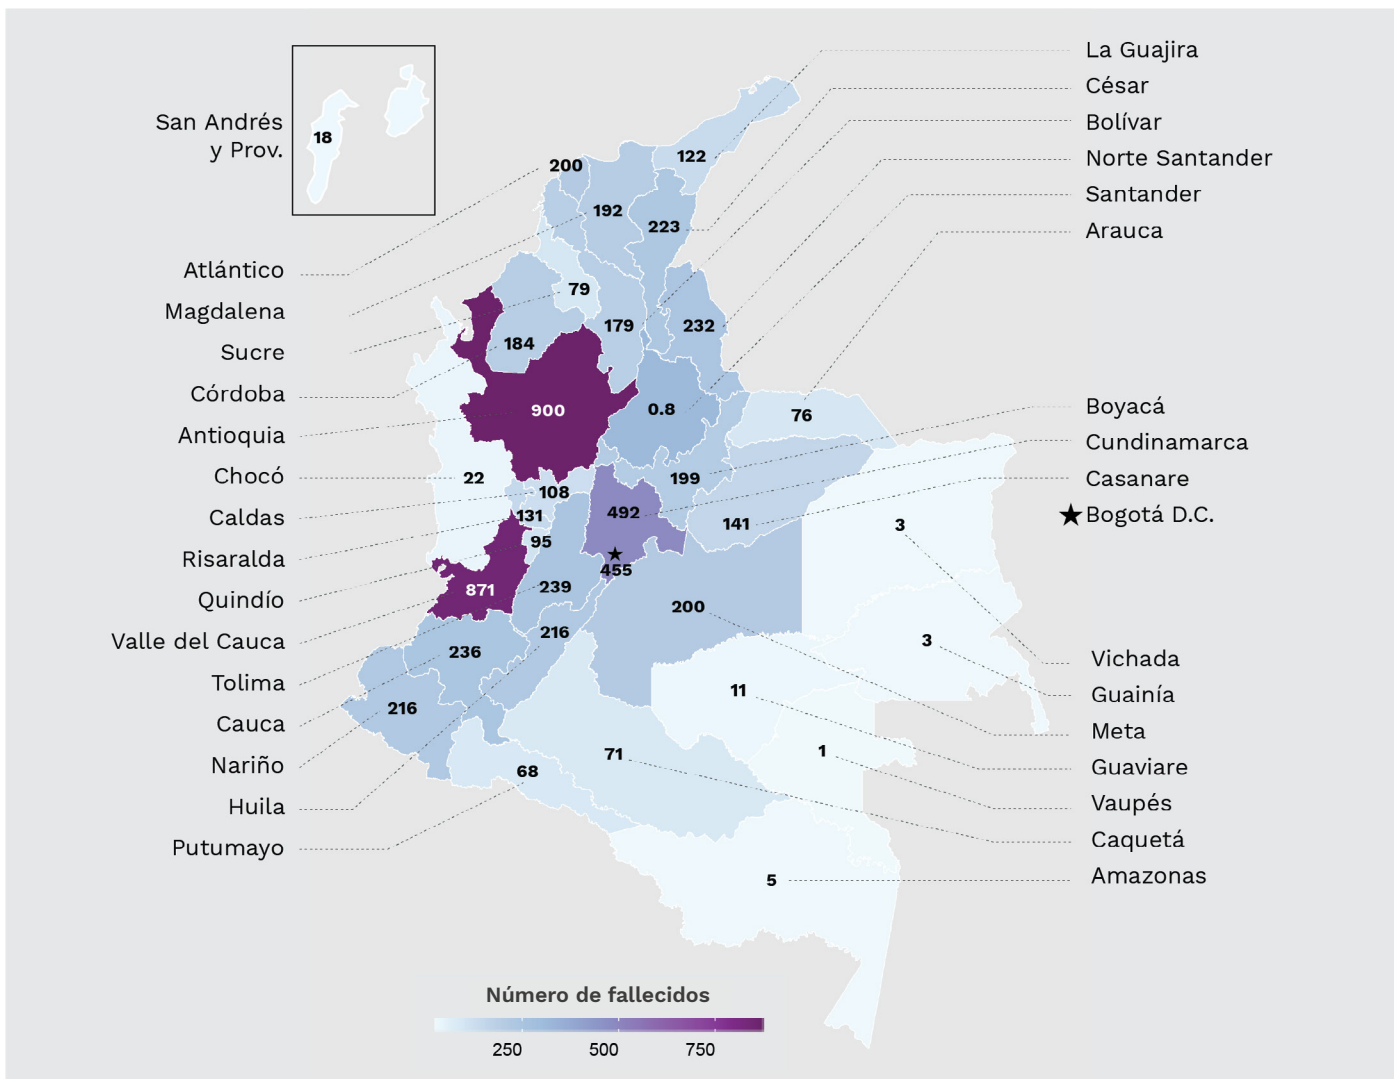 San Andrés
y Prov.
18
La Guajira
César
Bolívar
Norte Santander
Santander
Arauca
Atlántico
Magdalena
Sucre
Córdoba
Antioquia
Chocó
Caldas
Risaralda
Quindío
Valle del Cauca
Tolima
Cauca
Nariño
Huila
Putumayo
200
122
192
223
79
179
232
184
900
0.8
76
22
108
199
131
492
141
3
95
455
871
239
200
216
236
3
216
11
71
1
68
5
Boyacá
Cundinamarca
Casanare
Bogotá D.C.
Vichada
Guainía
Meta
Guaviare
Vaupés
Caquetá
Amazonas
Número de fallecidos
250 500 750